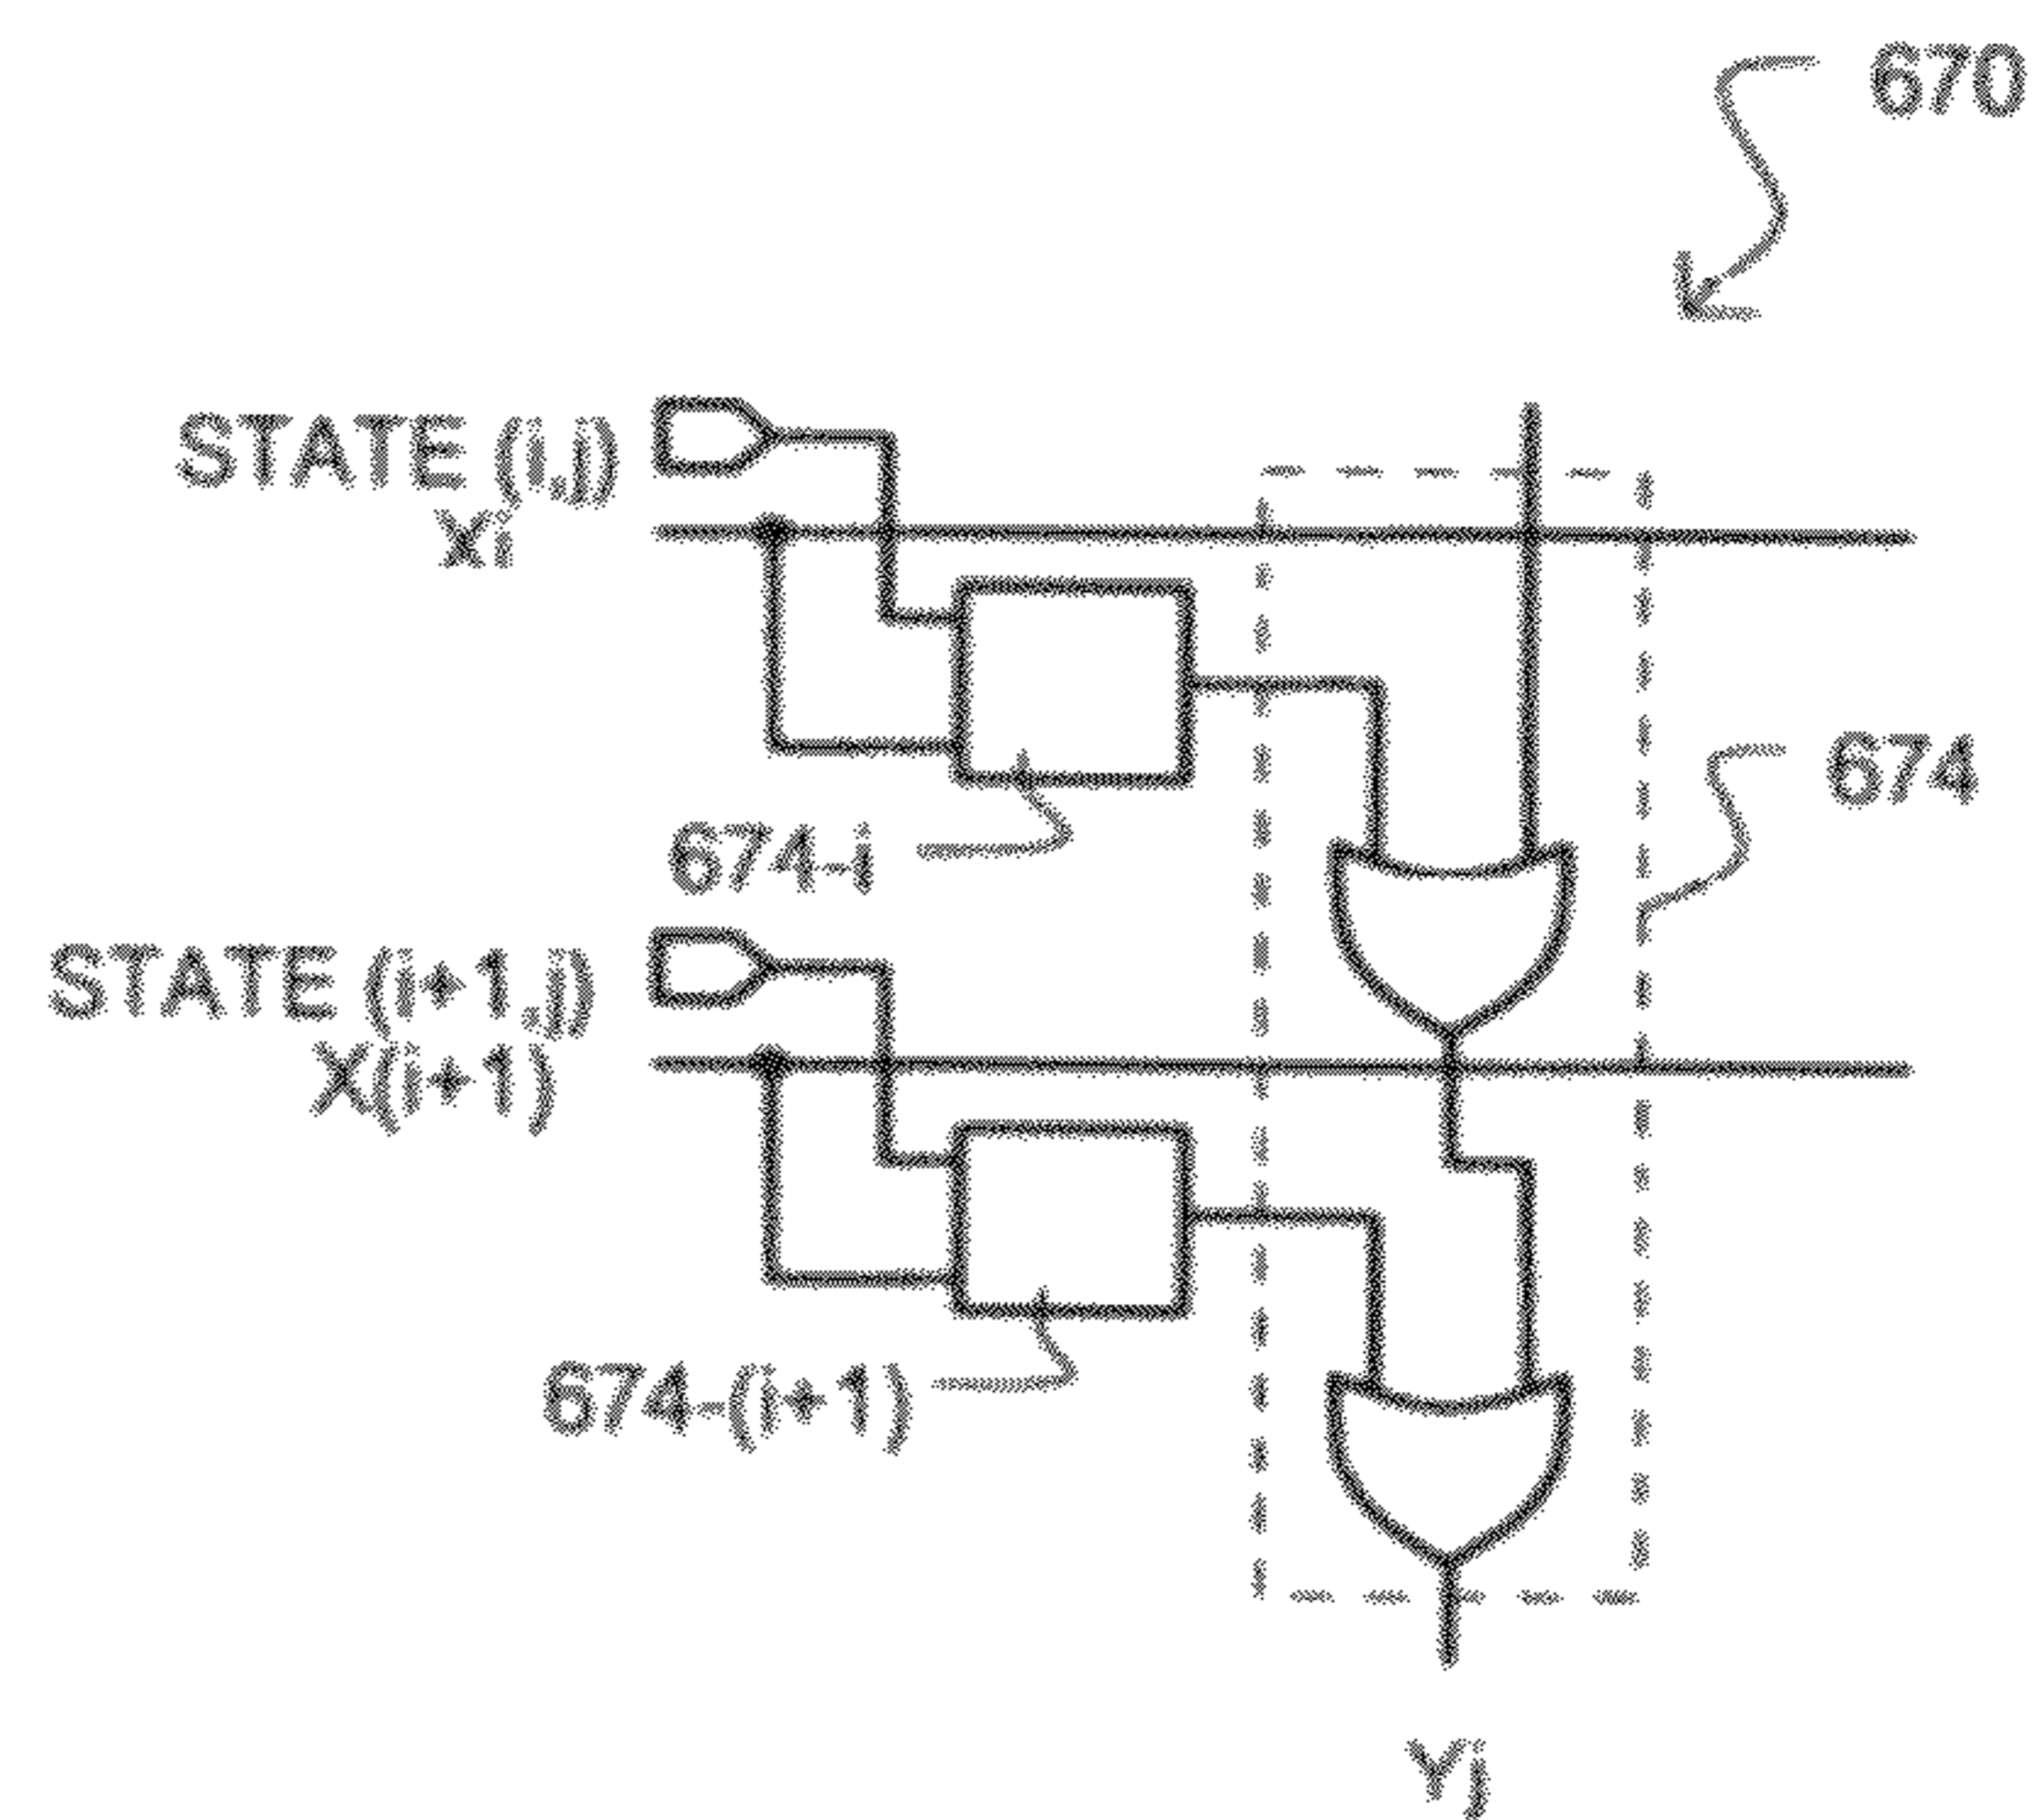 670
STATE (i,j)
Xi
674
674-i
STATE (i+1,j)
X(i+1)
674-(i+1)
Yj